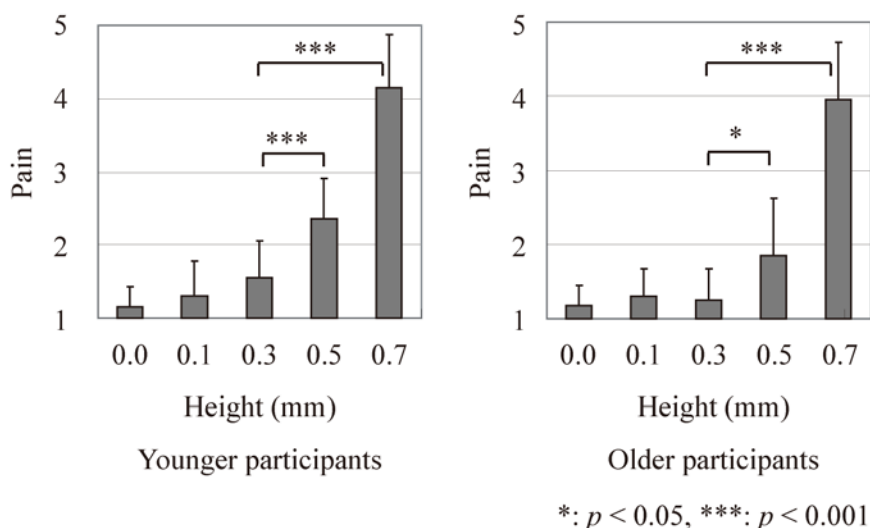 5
4
3
2
1
Pain
***
***
0.0 0.1 0.3 0.5 0.7
Height (mm)
Younger participants
5
4
3
2
1
Pain
***
*
0.0 0.1 0.3 0.5 0.7
Height (mm)
Older participants
*: p < 0.05, ***: p < 0.001